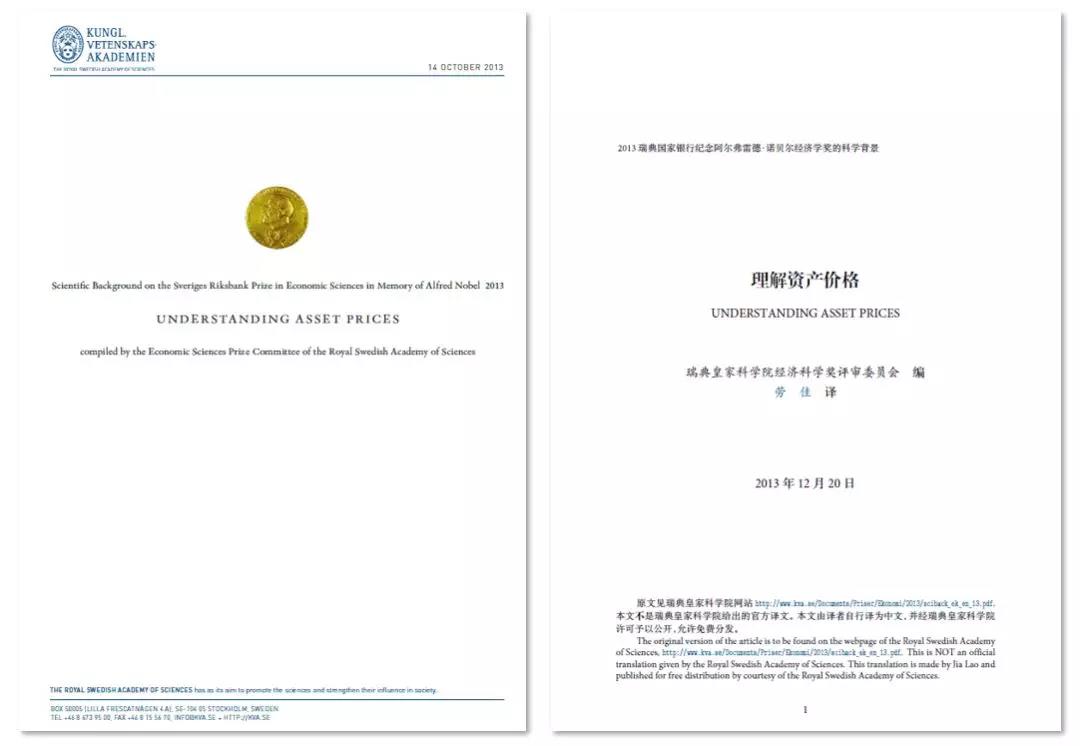 KUNGL.
VETENSKAPS-
AKADEMIEN
THE ROYAL SWEDISH ACADEMY OF SCIENCES
14 OCTOBER 2013
Scientific Background on the Sveriges Riksbank Prize in Economic Sciences in Memory of Alfred Nobel 2013
UNDERSTANDING ASSET PRICES
compiled by the Economic Sciences Prize Committee of the Royal Swedish Academy of Sciences
THE ROYAL SWEDISH ACADEMY OF SCIENCES has as its aim to promote the sciences and strengthen their influence in society.
BOX 50005 (LILLA FRESCATIVÄGEN 4 A), SE-104 05 STOCKHOLM, SWEDEN
TEL +46 8 673 95 00, FAX +46 8 15 56 70, INFO@KVA.SE • HTTP://KVA.SE
2013 瑞典国家银行纪念阿尔弗雷德·诺贝尔经济学奖的科学背景
理解资产价格
UNDERSTANDING ASSET PRICES
瑞典皇家科学院经济科学奖评审委员会 编
劳 佳 译
2013 年 12 月 20 日
原文见瑞典皇家科学院网站 http://www.kva.se/Documents/Priser/Ekonomi/2013/sciback_ek_en_13.pdf.
本文不是瑞典皇家科学院给出的官方译文。本文由译者自行译为中文,并经瑞典皇家科学院
许可予以公开,允许免费分发。
The original version of the article is to be found on the webpage of the Royal Swedish Academy
of Sciences, http://www.kva.se/Documents/Priser/Ekonomi/2013/sciback_ek_en_13.pdf. This is NOT an official
translation given by the Royal Swedish Academy of Sciences. This translation is made by Jia Lao and
published for free distribution by courtesy of the Royal Swedish Academy of Sciences.
1